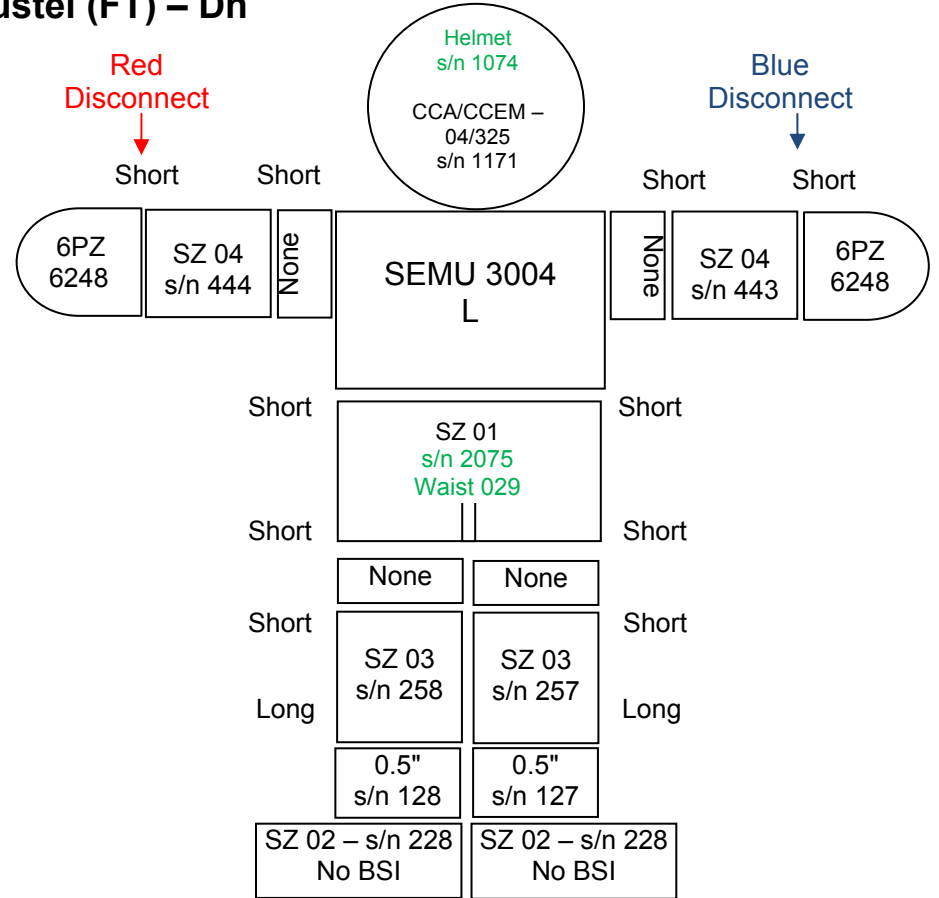 ustel (FT) – Dn
Helmet
s/n 1074
CCA/CCEM –
04/325
s/n 1171
Red
Disconnect
Blue
Disconnect
Short
Short
Short
Short
6PZ
6248
SZ 04
s/n 444
None
SEMU 3004
L
None
SZ 04
s/n 443
6PZ
6248
Short
Short
SZ 01
s/n 2075
Waist 029
Short
Short
None
None
Short
Short
SZ 03
s/n 258
SZ 03
s/n 257
Long
Long
0.5"
s/n 128
0.5"
s/n 127
SZ 02 – s/n 228
No BSI
SZ 02 – s/n 228
No BSI